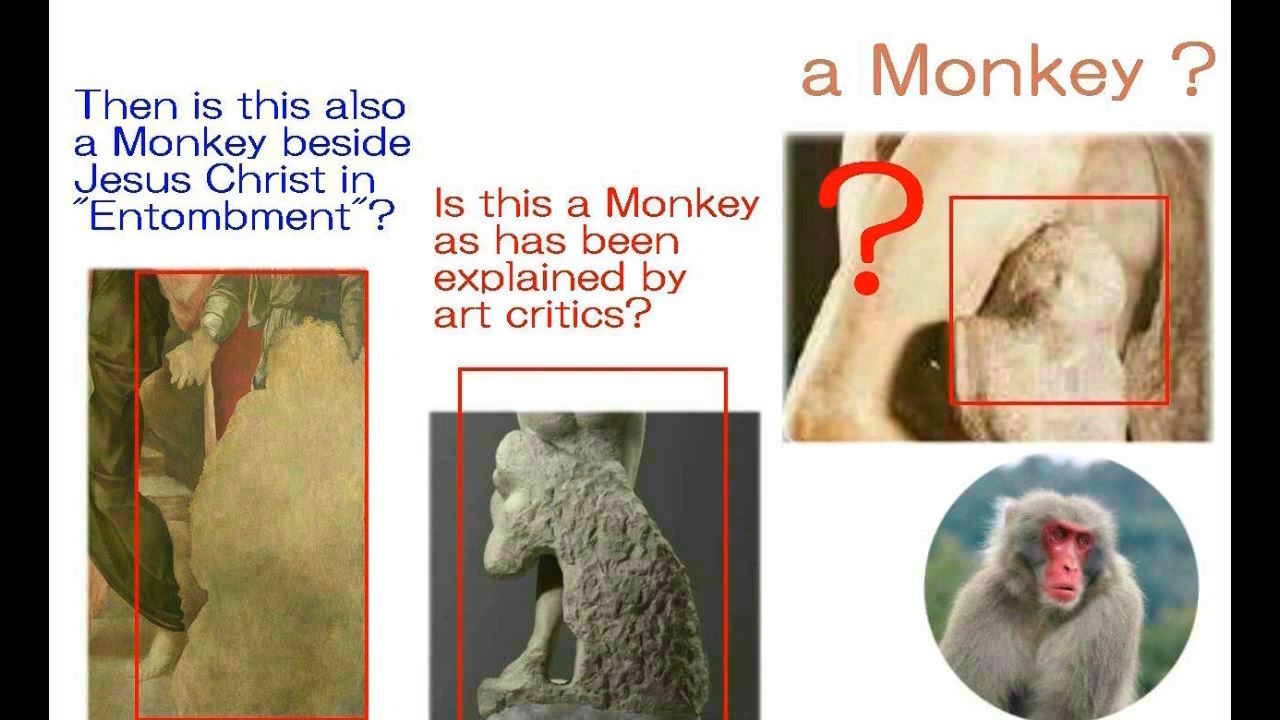 a Monkey ?
Then is this also
a Monkey beside
Jesus Christ in
"Entombment"?
Is this a Monkey
as has been
explained by
art critics?
?